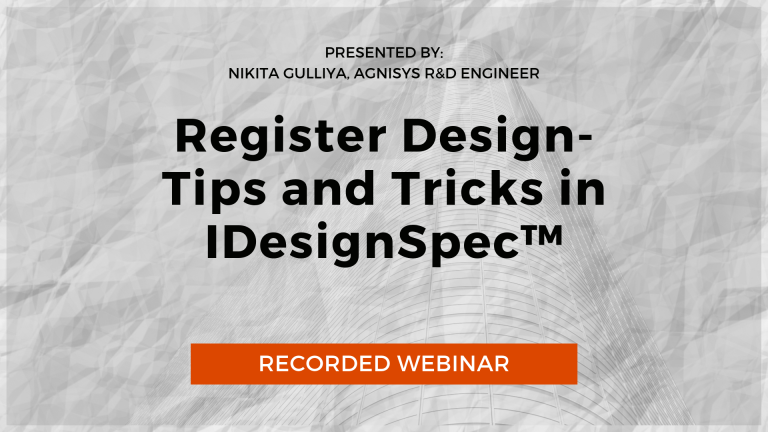 PRESENTED BY:
NIKITA GULLIYA, AGNISYS R&D ENGINEER
Register Design-
Tips and Tricks in
IDesignSpec™
RECORDED WEBINAR